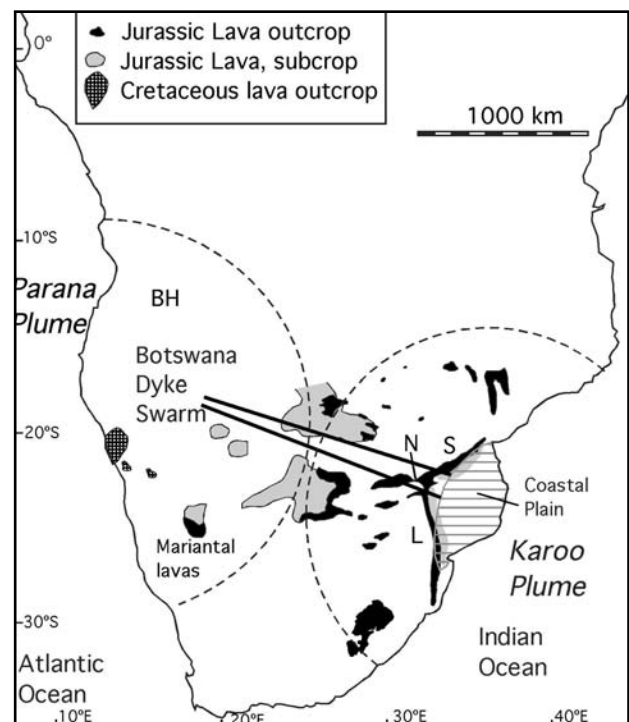 Jurassic Lava outcrop
Jurassic Lava, subcrop
Cretaceous lava outcrop
0°
1000 km
10°S
Parana
Plume
BH
Botswana
Dyke
Swarm
20°S
N
S
Coastal
Plain
L
Mariantal
lavas
Karoo
Plume
30°S
Indian
Ocean
Atlantic
Ocean
10°E
20°E
30°E
40°E